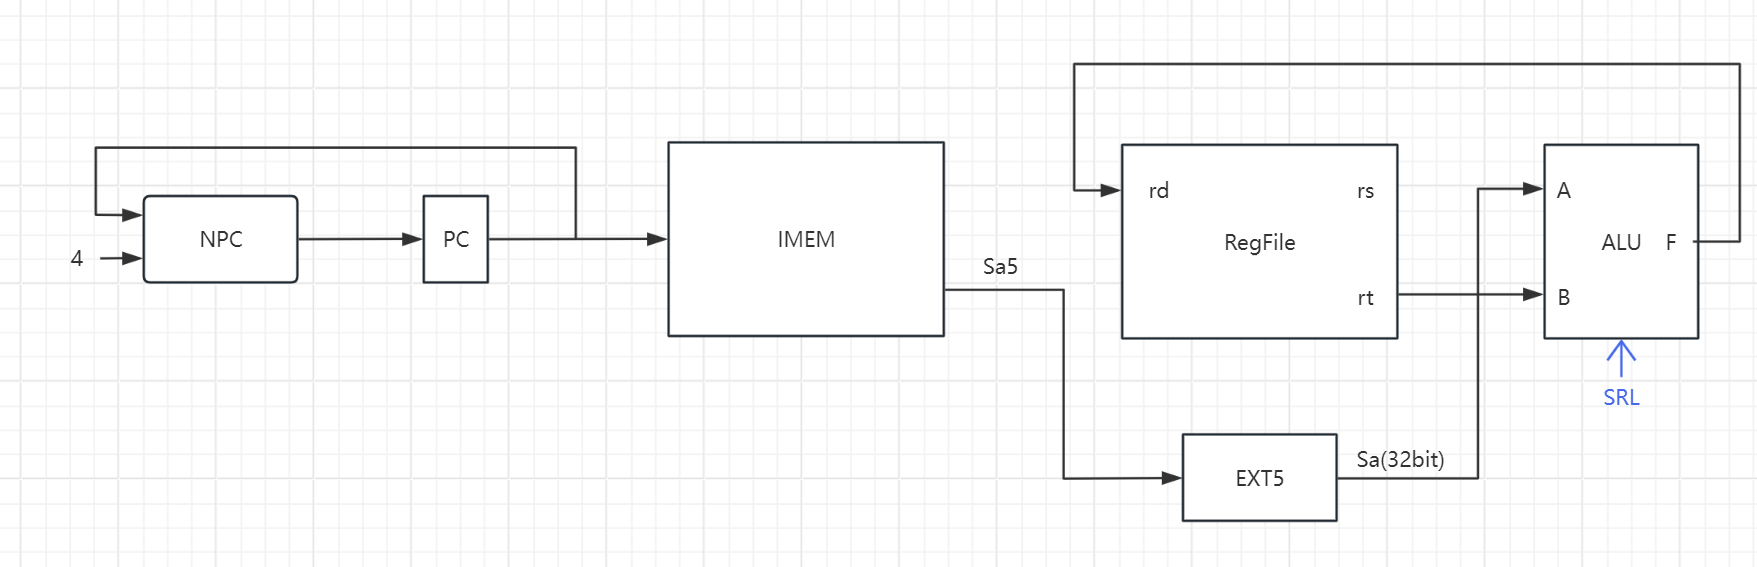 NPC
4
PC
IMEM
Sa5
rd
rs
RegFile
rt
A
ALU
F
B
SRL
EXT5
Sa(32bit)